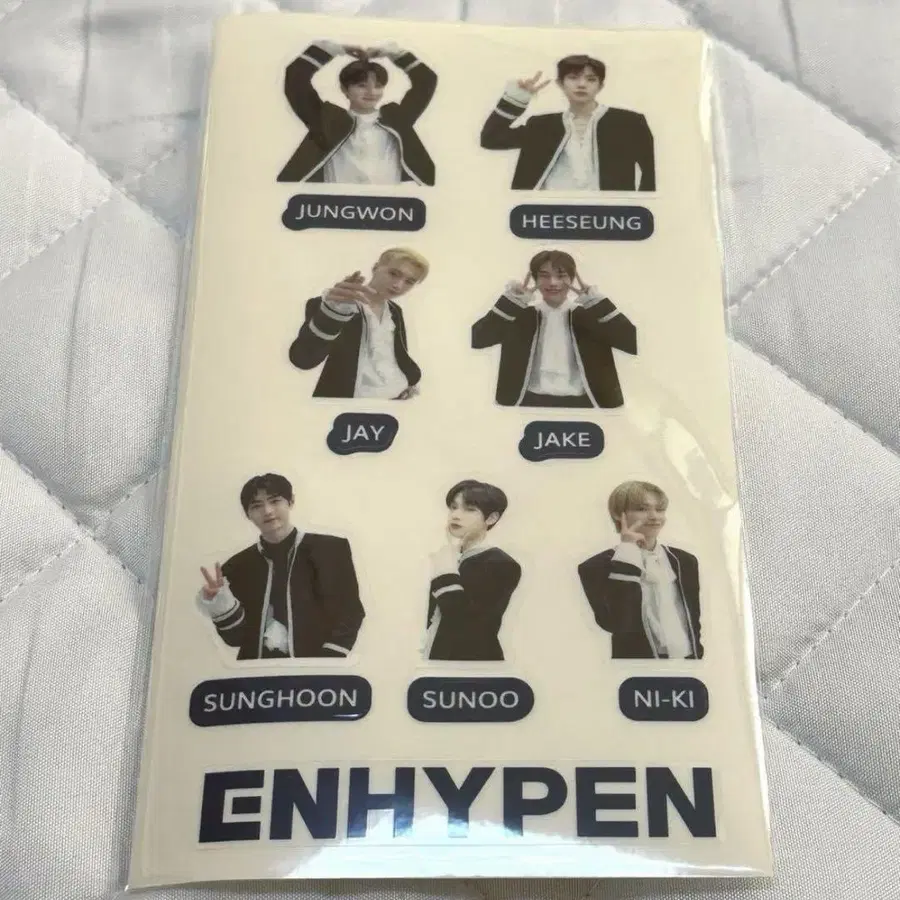 JUNGWON
HEESEUNG
JAY
JAKE
SUNGHOON
SUNOO
NI-KI
ENHYPEN